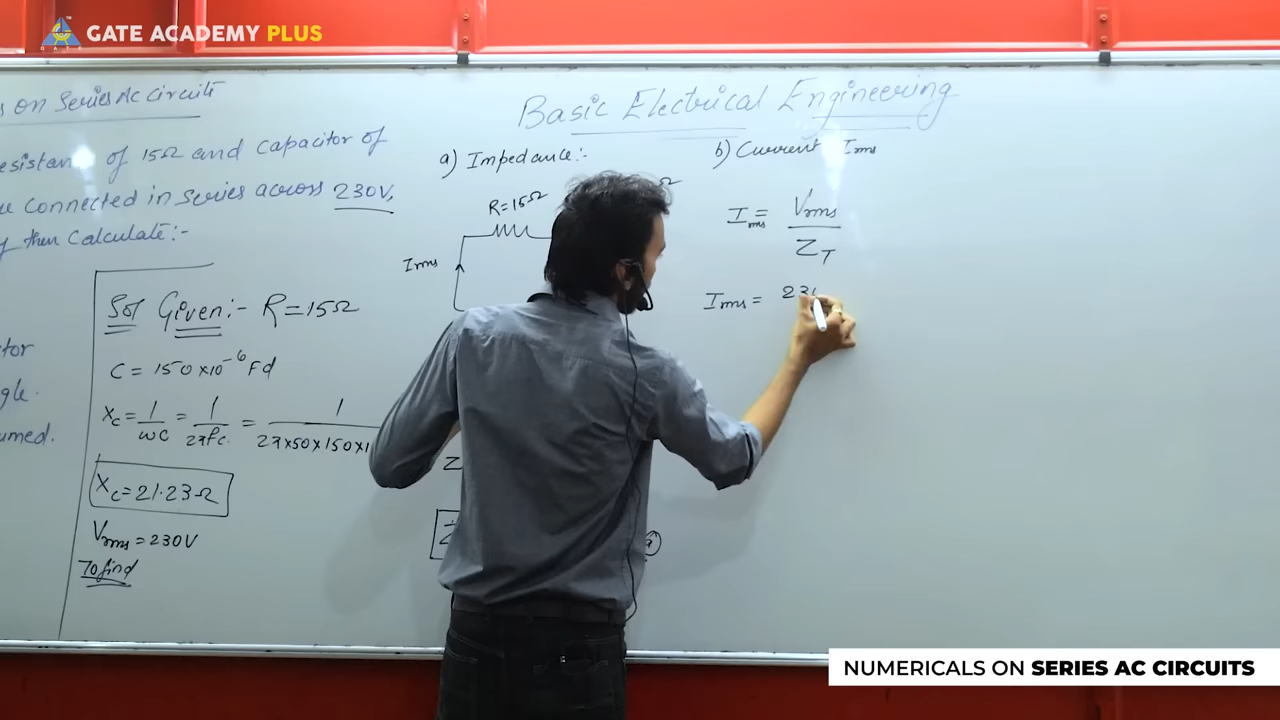 GATE ACADEMY PLUS
GATE
s on Series Ac Circuits
Basic Electrical Engineering
esistan of 15Ω and capacitor of
connected in series across 230V,
then Calculate:-
tor
gle.
umed.
Sol Given:- R=15Ω
C = 150×10⁻⁶ Fd
Xc = 1/ωC = 1/2πfc. = 1/2π×50×150×1
Xc=21.23Ω
Vrms = 230V
To find
a) Impedance:-
R=15Ω
Ω
Irms
Z
b) Current Irms
Irms = Vrms/ZT
Irms = 23
NUMERICALS ON SERIES AC CIRCUITS